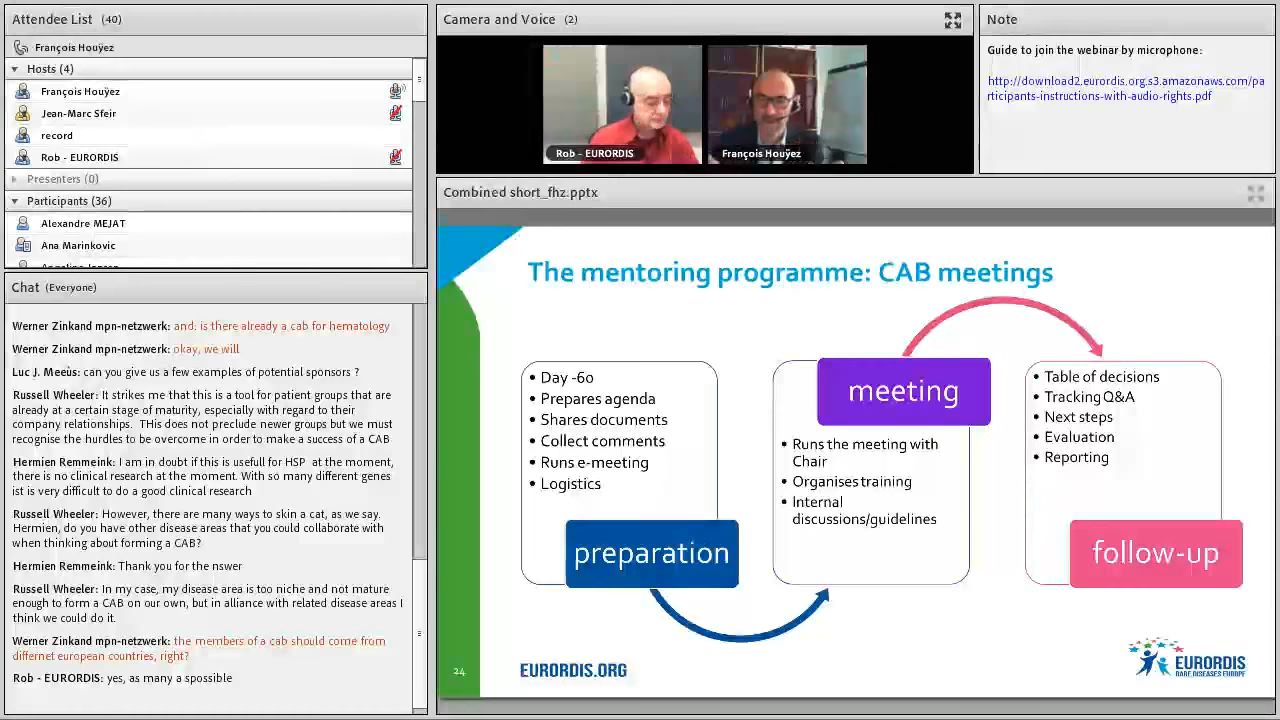 Attendee List (40)
François Houÿez
Hosts (4)
François Houÿez
Jean-Marc Sfeir
record
Rob - EURORDIS
Presenters (0)
Participants (36)
Alexandre MEJAT
Ana Marinkovic
Chat (Everyone)
Werner Zinkand mpn-netzwerk: and: is there already a cab for hematology
Werner Zinkand mpn-netzwerk: okay, we will
Luc J. Meeùs: can you give us a few examples of potential sponsors ?
Russell Wheeler: It strikes me that this is a tool for patient groups that are
already at a certain stage of maturity, especially with regard to their
company relationships.  This does not preclude newer groups but we must
recognise the hurdles to be overcome in order to make a success of a CAB
Hermien Remmeink: I am in doubt if this is usefull for HSP  at the moment,
there is no clinical research at the moment. With so many different genes
ist is very difficult to do a good clinical research
Russell Wheeler: However, there are many ways to skin a cat, as we say.
Hermien, do you have other disease areas that you could collaborate with
when thinking about forming a CAB?
Hermien Remmeink: Thank you for the nswer
Russell Wheeler: In my case, my disease area is too niche and not mature
enough to form a CAB on our own, but in alliance with related disease areas I
think we could do it.
Werner Zinkand mpn-netzwerk: the members of a cab should come from
differnet european countries, right?
Rob - EURORDIS: yes, as many a spossible
Camera and Voice (2)
Rob - EURORDIS
François Houÿez
Note
Guide to join the webinar by microphone:
http://download2.eurordis.org.s3.amazonaws.com/pa
rticipants-instructions-with-audio-rights.pdf
Combined short_fhz.pptx
The mentoring programme: CAB meetings
• Day -60
• Prepares agenda
• Shares documents
• Collect comments
• Runs e-meeting
• Logistics
preparation
meeting
• Runs the meeting with
Chair
• Organises training
• Internal
discussions/guidelines
• Table of decisions
• Tracking Q&A
• Next steps
• Evaluation
• Reporting
follow-up
24
EURORDIS.ORG
EURORDIS
RARE DISEASES EUROPE